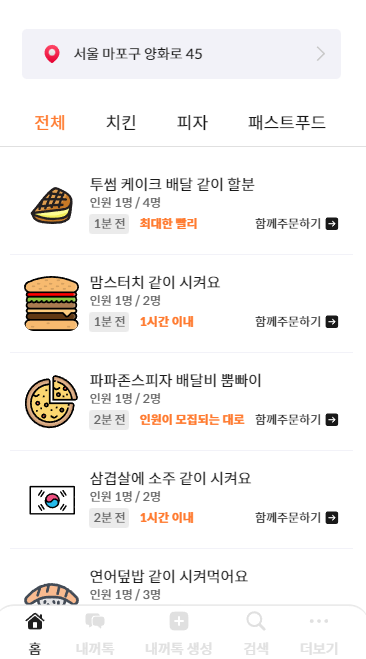 서울 마포구 양화로 45
전체 치킨 피자 패스트푸드
투썸 케이크 배달 같이 할분
인원 1명 / 4명
1분 전 최대한 빨리 함께주문하기
맘스터치 같이 시켜요
인원 1명 / 2명
1분 전 1시간 이내 함께주문하기
파파존스피자 배달비 뿜빠이
인원 1명 / 2명
2분 전 인원이 모집되는 대로 함께주문하기
삼겹살에 소주 같이 시켜요
인원 1명 / 2명
2분 전 1시간 이내 함께주문하기
연어덮밥 같이 시켜먹어요
인원 1명 / 3명
홈 내꺼톡 내꺼톡 생성 검색 더보기